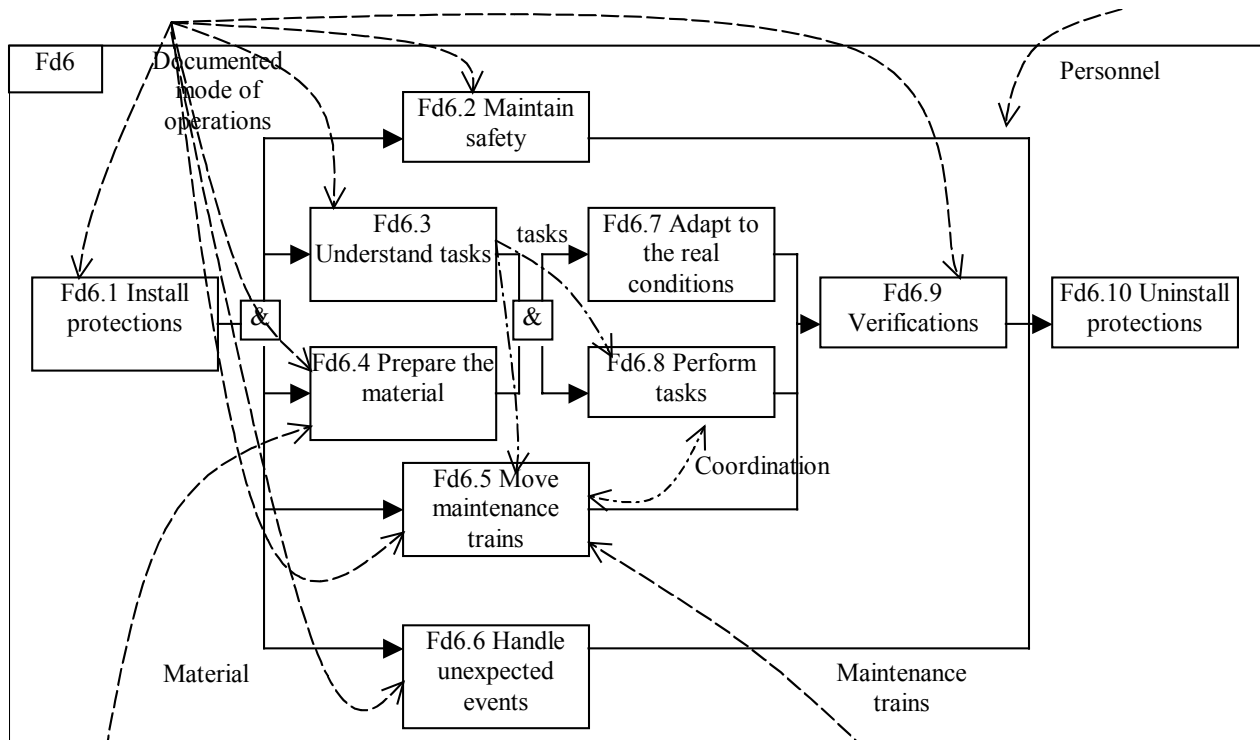 Fd6
Documented
mode of
operations
Personnel
Fd6.2 Maintain
safety
Fd6.3
Understand tasks
tasks
Fd6.7 Adapt to
the real
conditions
Fd6.1 Install
protections
&
&
Fd6.9
Verifications
Fd6.10 Uninstall
protections
Fd6.4 Prepare the
material
Fd6.8 Perform
tasks
Coordination
Fd6.5 Move
maintenance
trains
Fd6.6 Handle
unexpected
events
Material
Maintenance
trains